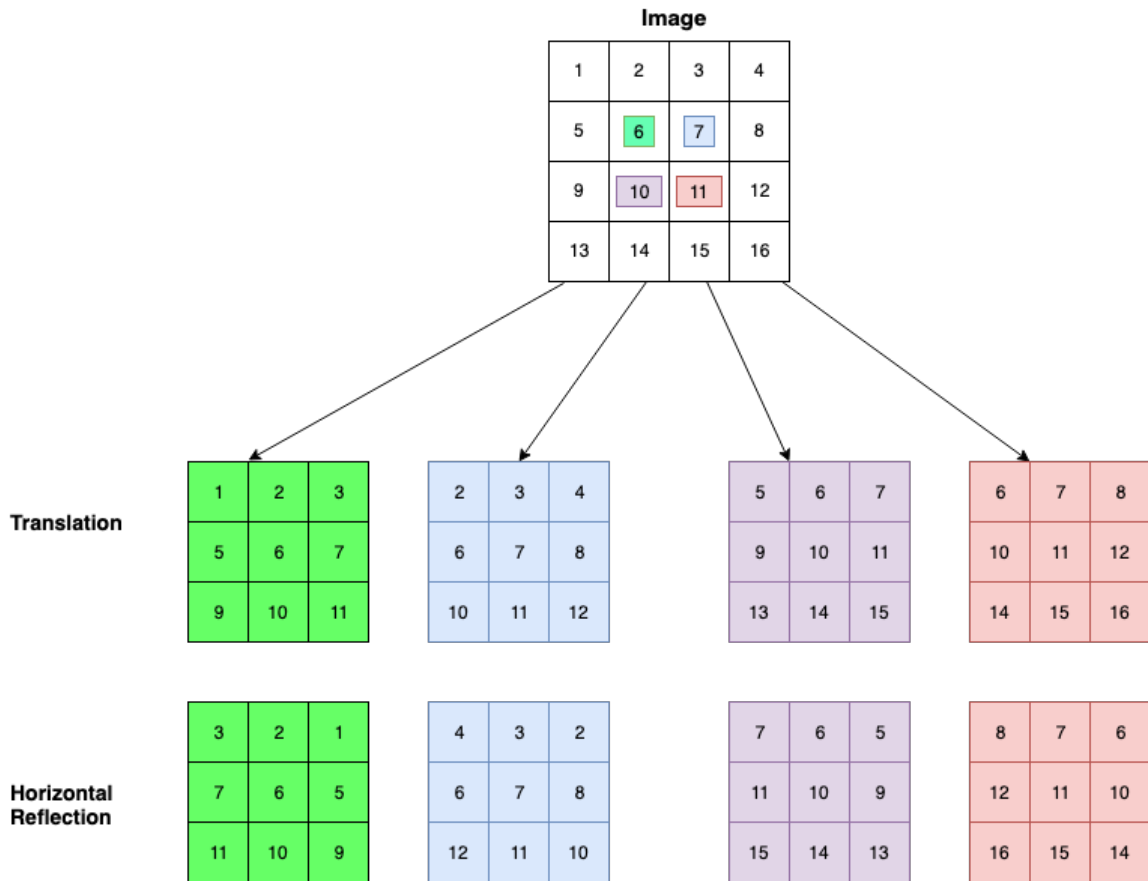 Image
1 2 3 4
5 6 7 8
9 10 11 12
13 14 15 16
Translation
1 2 3
5 6 7
9 10 11
2 3 4
6 7 8
10 11 12
5 6 7
9 10 11
13 14 15
6 7 8
10 11 12
14 15 16
Horizontal
Reflection
3 2 1
7 6 5
11 10 9
4 3 2
6 7 8
12 11 10
7 6 5
11 10 9
15 14 13
8 7 6
12 11 10
16 15 14